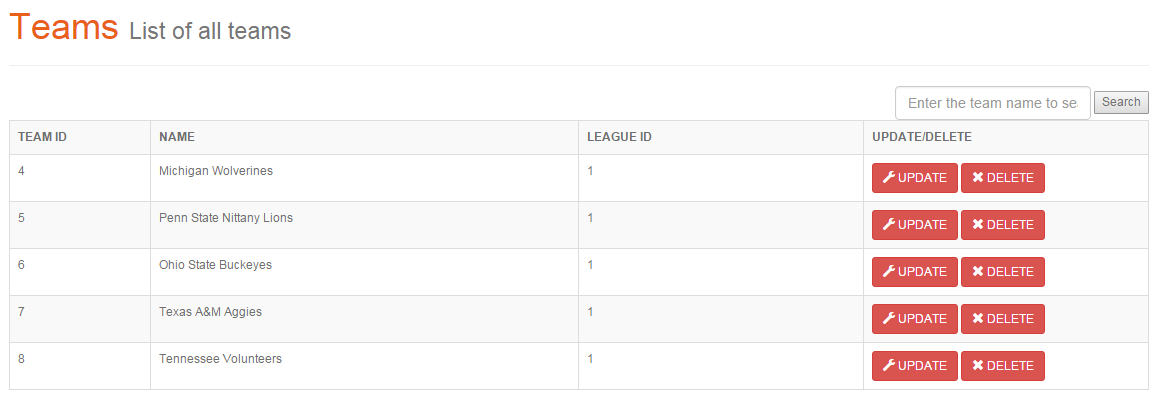 Teams List of all teams
Enter the team name to se Search
TEAM ID NAME LEAGUE ID UPDATE/DELETE
4 Michigan Wolverines 1 UPDATE DELETE
5 Penn State Nittany Lions 1 UPDATE DELETE
6 Ohio State Buckeyes 1 UPDATE DELETE
7 Texas A&M Aggies 1 UPDATE DELETE
8 Tennessee Volunteers 1 UPDATE DELETE